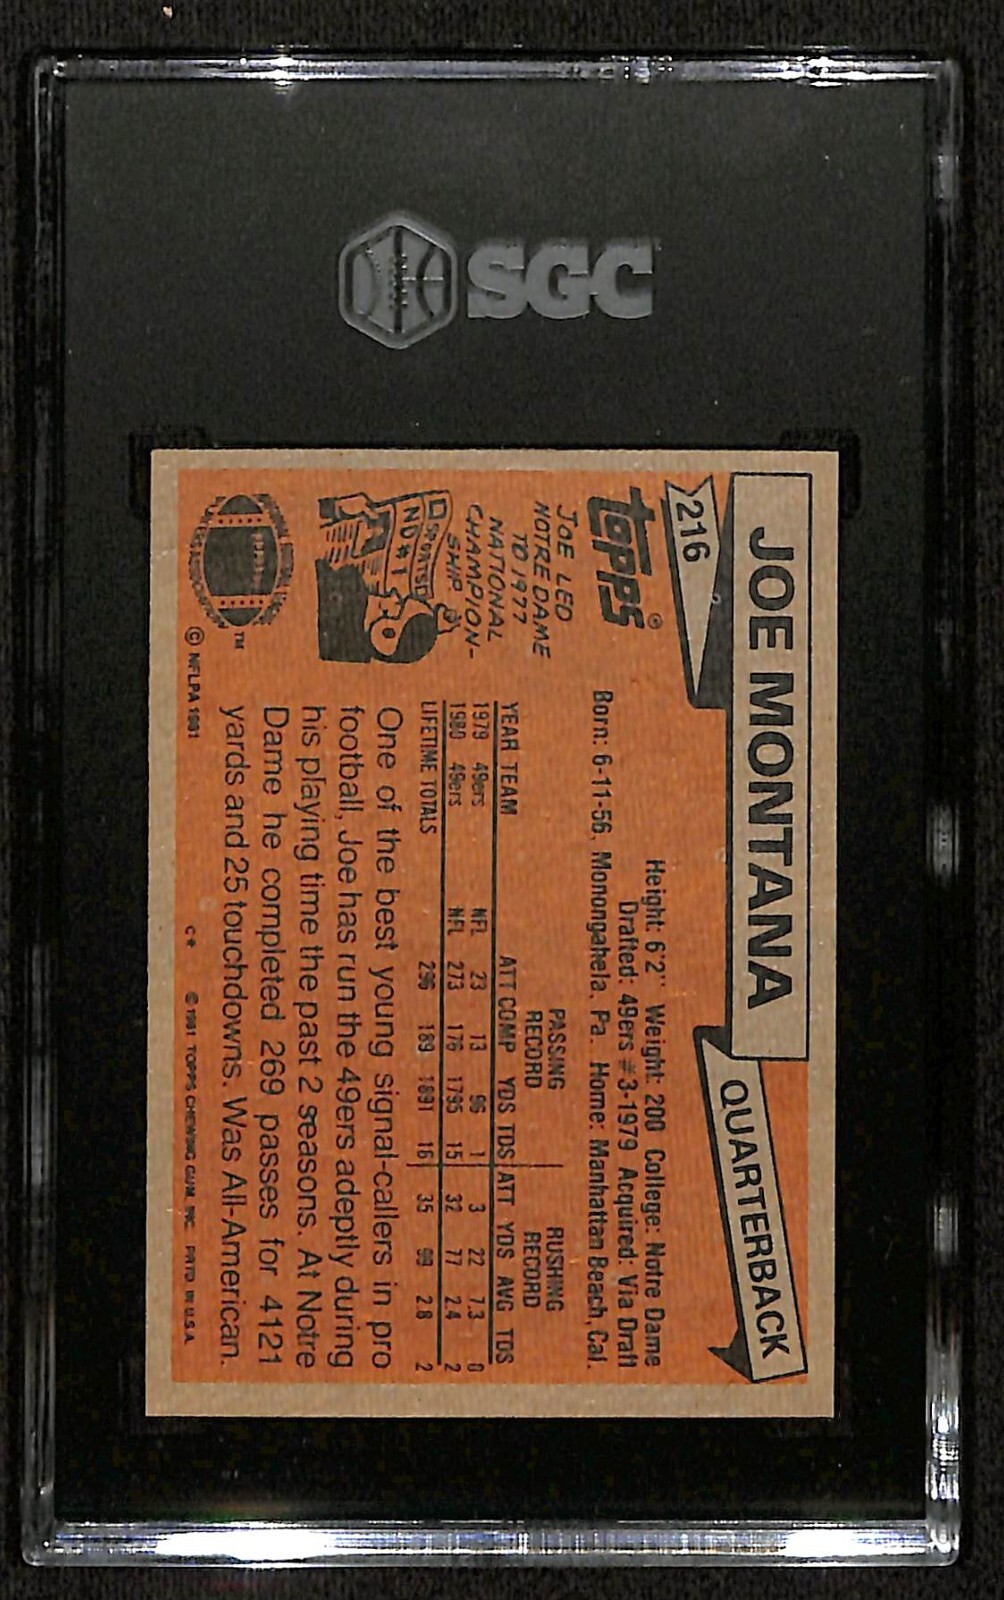 SGC
JOE MONTANA
QUARTERBACK
216
topps®
Height: 6'2" Weight: 200 College: Notre Dame
Drafted: 49ers #3-1979 Acquired: Via Draft
Born: 6-11-56, Monongahela, Pa. Home: Manhattan Beach, Cal.
JOE LED
NOTRE DAME
TO 1977
NATIONAL
CHAMPION-
SHIP
SPORTS
ND #1
PASSING RUSHING
RECORD RECORD
YEAR TEAM ATT COMP YDS TDS ATT YDS AVG TDS
1979 49ers NFL 23 13 96 1 3 22 7.3 0
1980 49ers NFL 273 176 1795 15 32 77 2.4 2
LIFETIME TOTALS 296 189 1891 16 35 99 2.8 2
One of the best young signal-callers in pro
football, Joe has run the 49ers adeptly during
his playing time the past 2 seasons. At Notre
Dame he completed 269 passes for 4121
yards and 25 touchdowns. Was All-American.
TM
© NFLPA 1981
C* © 1981 TOPPS CHEWING GUM, INC. PRTD. IN U.S.A.